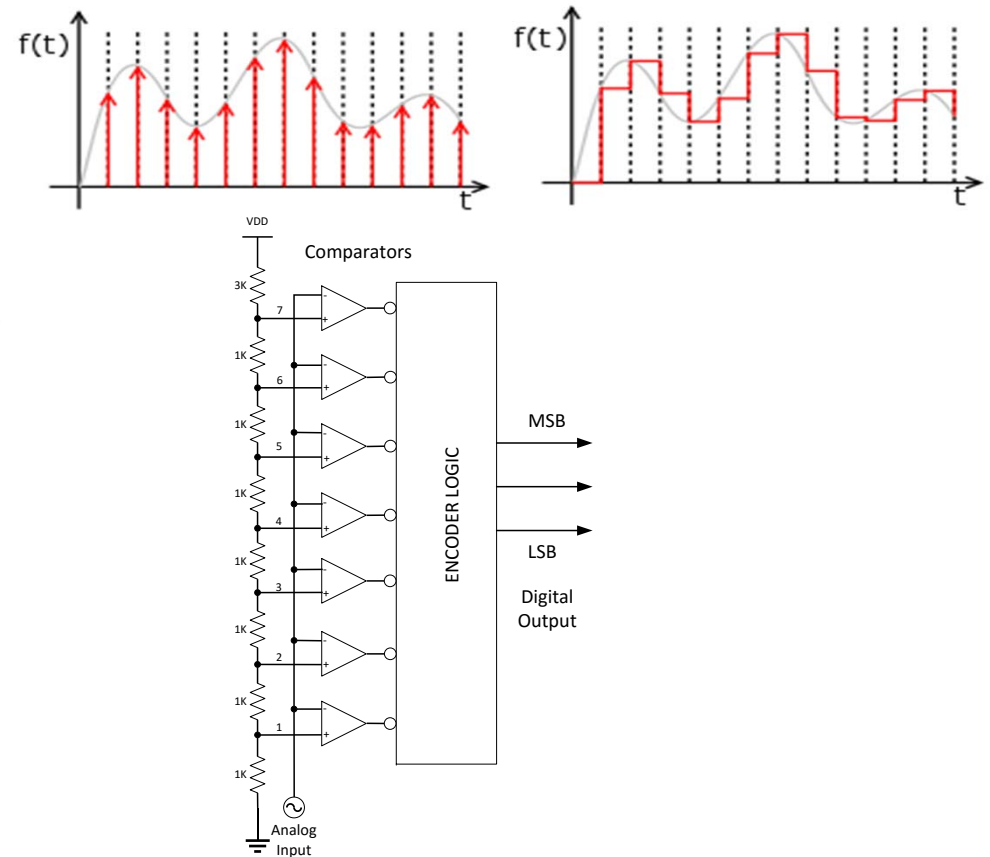 f(t)
t
f(t)
t
VDD
Comparators
3K
-
7
+
1K
-
6
+
1K
-
5
+
MSB
1K
-
4
+
ENCODER LOGIC
LSB
1K
-
3
+
Digital
Output
1K
-
2
+
1K
-
1
+
1K
Analog
Input